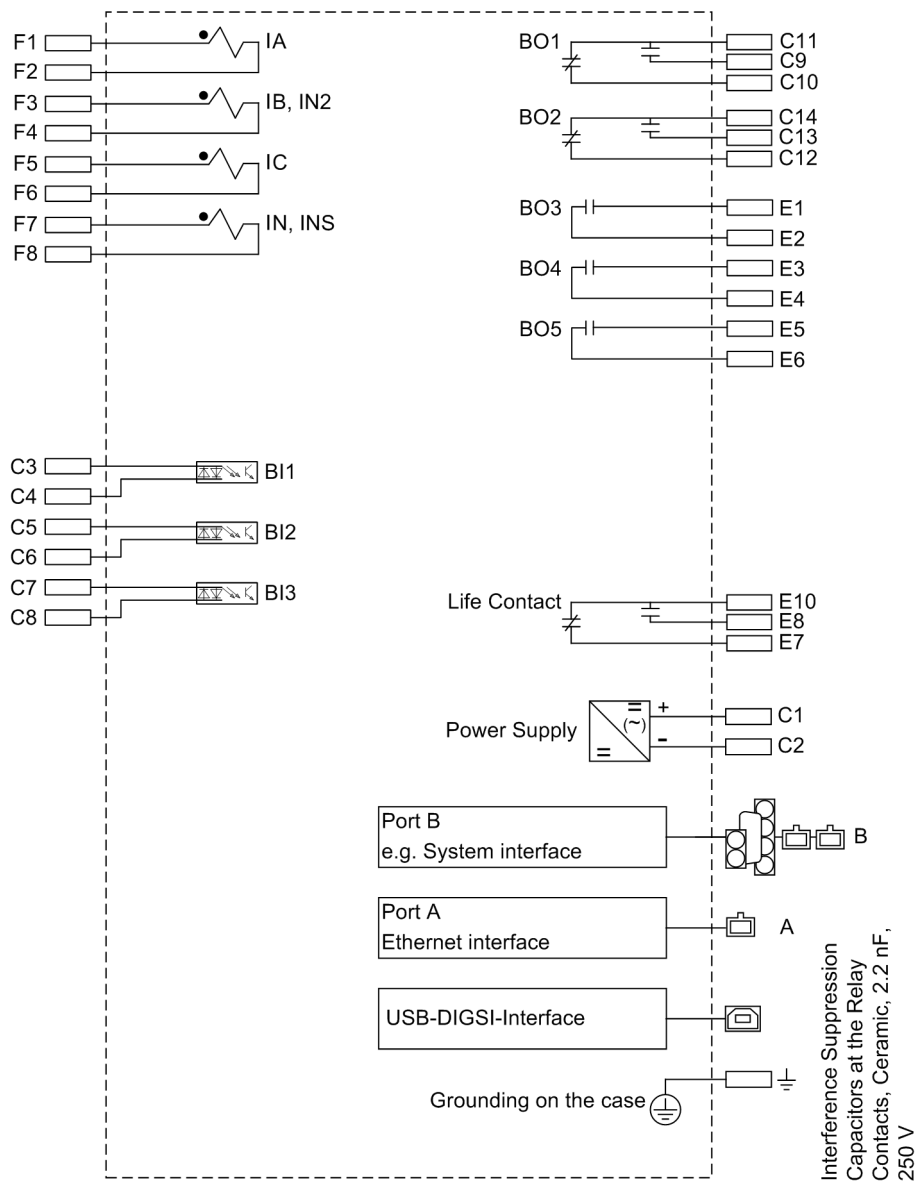 F1 IA BO1 C11
F2 C9
C10
F3 IB, IN2 BO2 C14
F4 C13
C12
F5 IC
F6 BO3 E1
F7 IN, INS E2
F8 BO4 E3
E4
BO5 E5
E6
C3 BI1
C4
C5 BI2
C6
C7 BI3
C8
Life Contact E10
E8
E7
Power Supply = (~) = + C1
- C2
Port B
e.g. System interface B
Port A
Ethernet interface A
USB-DIGSI-Interface
Grounding on the case
Interference Suppression
Capacitors at the Relay
Contacts, Ceramic, 2.2 nF,
250 V